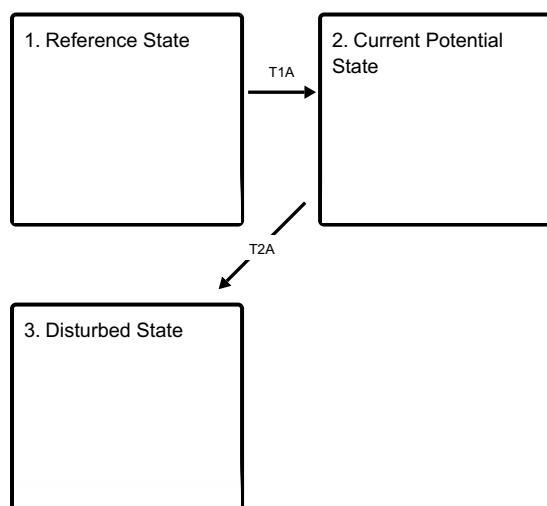 1. Reference State
2. Current Potential
State
T1A
T2A
3. Disturbed State